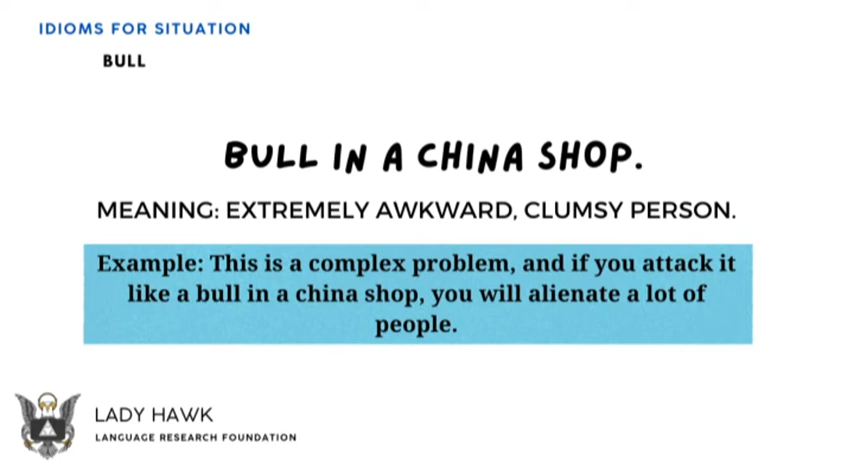 IDIOMS FOR SITUATION
BULL
BULL IN A CHINA SHOP.
MEANING: EXTREMELY AWKWARD, CLUMSY PERSON.
Example: This is a complex problem, and if you attack it
like a bull in a china shop, you will alienate a lot of
people.
LADY HAWK
LANGUAGE RESEARCH FOUNDATION